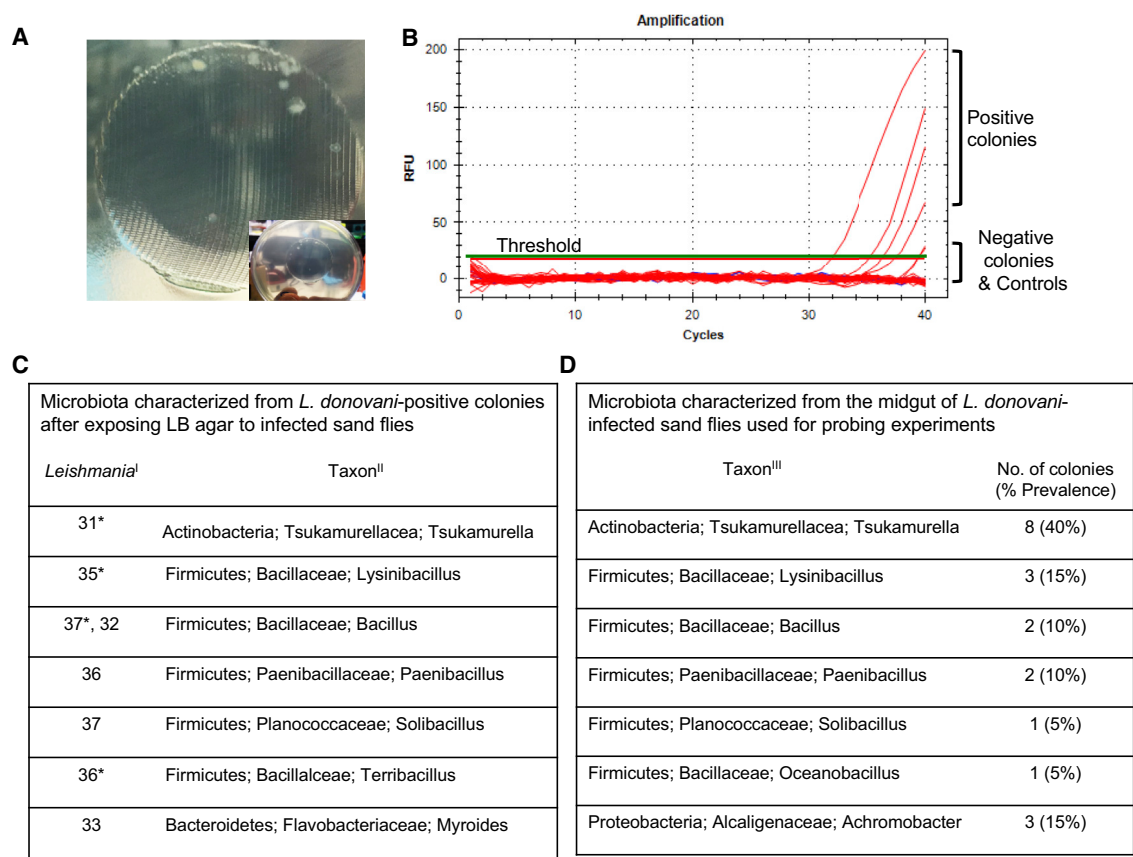 A
B
Amplification
200
150
100
50
0
RFU
Threshold
0
10
20
30
40
Cycles
Positive
colonies
Negative
colonies
& Controls
C
Microbiota characterized from L. donovani-positive colonies
after exposing LB agar to infected sand flies
LeishmaniaI TaxonII
31* Actinobacteria; Tsukamurellacea; Tsukamurella
35* Firmicutes; Bacillaceae; Lysinibacillus
37*, 32 Firmicutes; Bacillaceae; Bacillus
36 Firmicutes; Paenibacillaceae; Paenibacillus
37 Firmicutes; Planococcaceae; Solibacillus
36* Firmicutes; Bacillalceae; Terribacillus
33 Bacteroidetes; Flavobacteriaceae; Myroides
D
Microbiota characterized from the midgut of L. donovani-
infected sand flies used for probing experiments
TaxonIII No. of colonies
(% Prevalence)
Actinobacteria; Tsukamurellacea; Tsukamurella 8 (40%)
Firmicutes; Bacillaceae; Lysinibacillus 3 (15%)
Firmicutes; Bacillaceae; Bacillus 2 (10%)
Firmicutes; Paenibacillaceae; Paenibacillus 2 (10%)
Firmicutes; Planococcaceae; Solibacillus 1 (5%)
Firmicutes; Bacillaceae; Oceanobacillus 1 (5%)
Proteobacteria; Alcaligenaceae; Achromobacter 3 (15%)